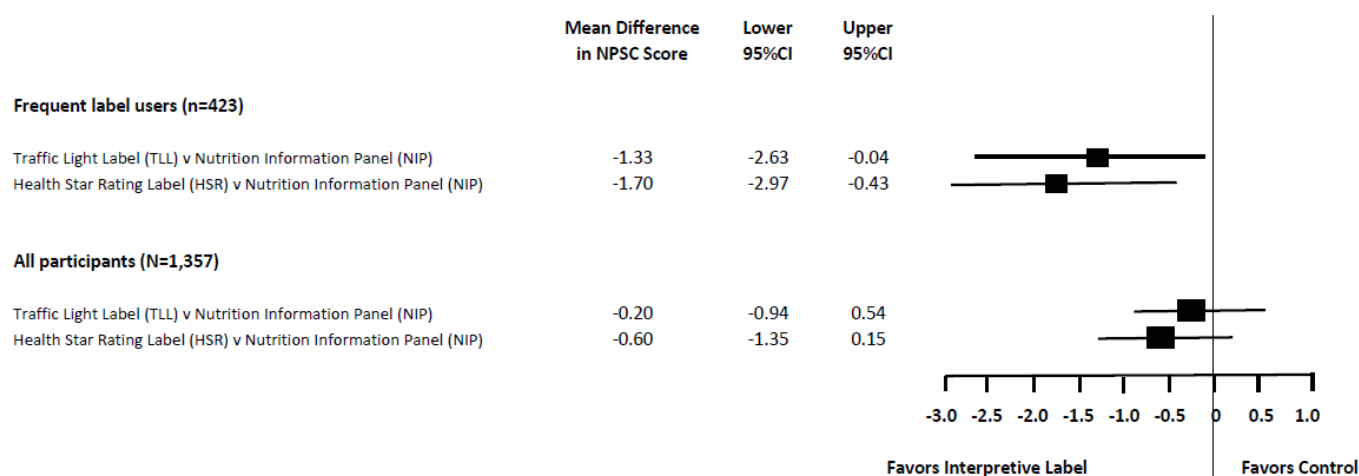 Mean Difference Lower Upper
in NPSC Score 95%CI 95%CI
Frequent label users (n=423)
Traffic Light Label (TLL) v Nutrition Information Panel (NIP) -1.33 -2.63 -0.04
Health Star Rating Label (HSR) v Nutrition Information Panel (NIP) -1.70 -2.97 -0.43
All participants (N=1,357)
Traffic Light Label (TLL) v Nutrition Information Panel (NIP) -0.20 -0.94 0.54
Health Star Rating Label (HSR) v Nutrition Information Panel (NIP) -0.60 -1.35 0.15
-3.0 -2.5 -2.0 -1.5 -1.0 -0.5 0 0.5 1.0
Favors Interpretive Label Favors Control